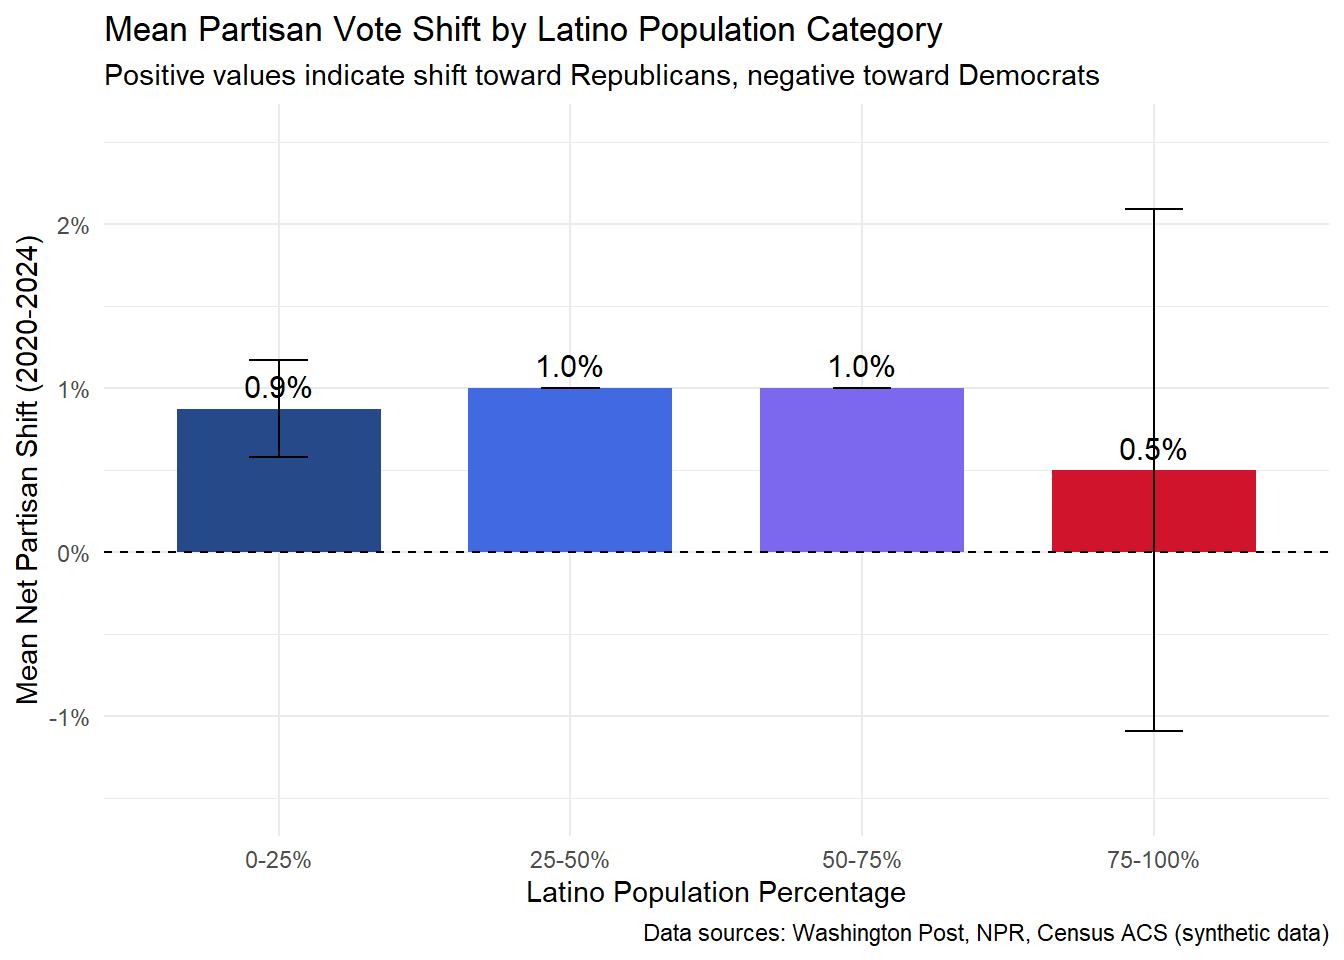 Mean Partisan Vote Shift by Latino Population Category
Positive values indicate shift toward Republicans, negative toward Democrats
Mean Net Partisan Shift (2020-2024)
2%
1%
0%
-1%
0.9%
1.0%
1.0%
0.5%
0-25%
25-50%
50-75%
75-100%
Latino Population Percentage
Data sources: Washington Post, NPR, Census ACS (synthetic data)